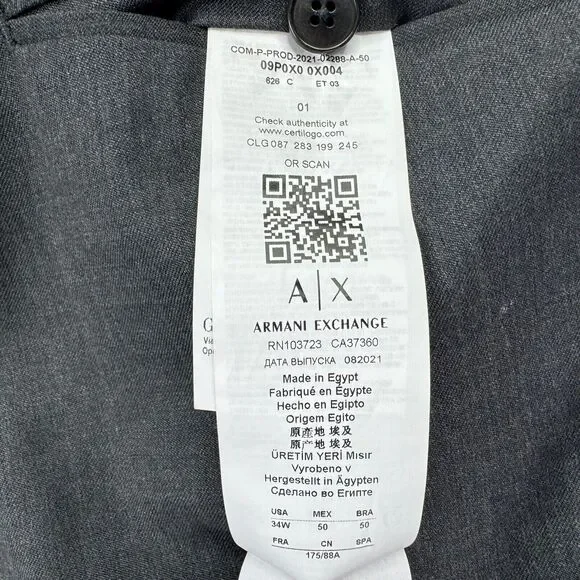 COM-P-PROD-2021-02288-A-50
09P0X0 0X004
626 C ET 03
01
Check authenticity at
www.certilogo.com
CLG 087 283 199 245
OR SCAN
A|X
ARMANI EXCHANGE
RN103723 CA37360
ДАТА ВЫПУСКА 082021
Made in Egypt
Fabriqué en Égypte
Hecho en Egipto
Origem Egito
原産地 埃及
原产地 埃及
ÜRETİM YERİ Mısır
Vyrobeno v
Hergestellt in Ägypten
Сделано во Египте
USA MEX BRA
34W 50 50
FRA CN SPA
175/88A
G
Via
Ope